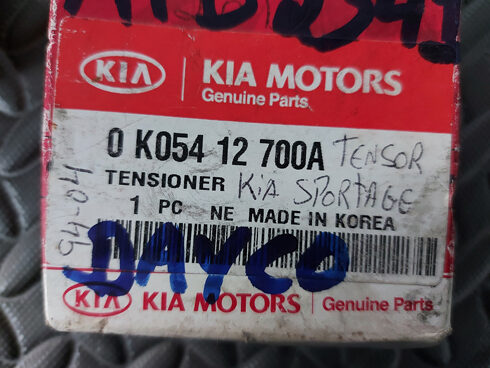 KIA KIA MOTORS
Genuine Parts
0 K054 12 700A TENSOR
TENSIONER KiA SPORTAGE
1 PC NE MADE IN KOREA
94-04
DAYCO
KIA KIA MOTORS Genuine Parts